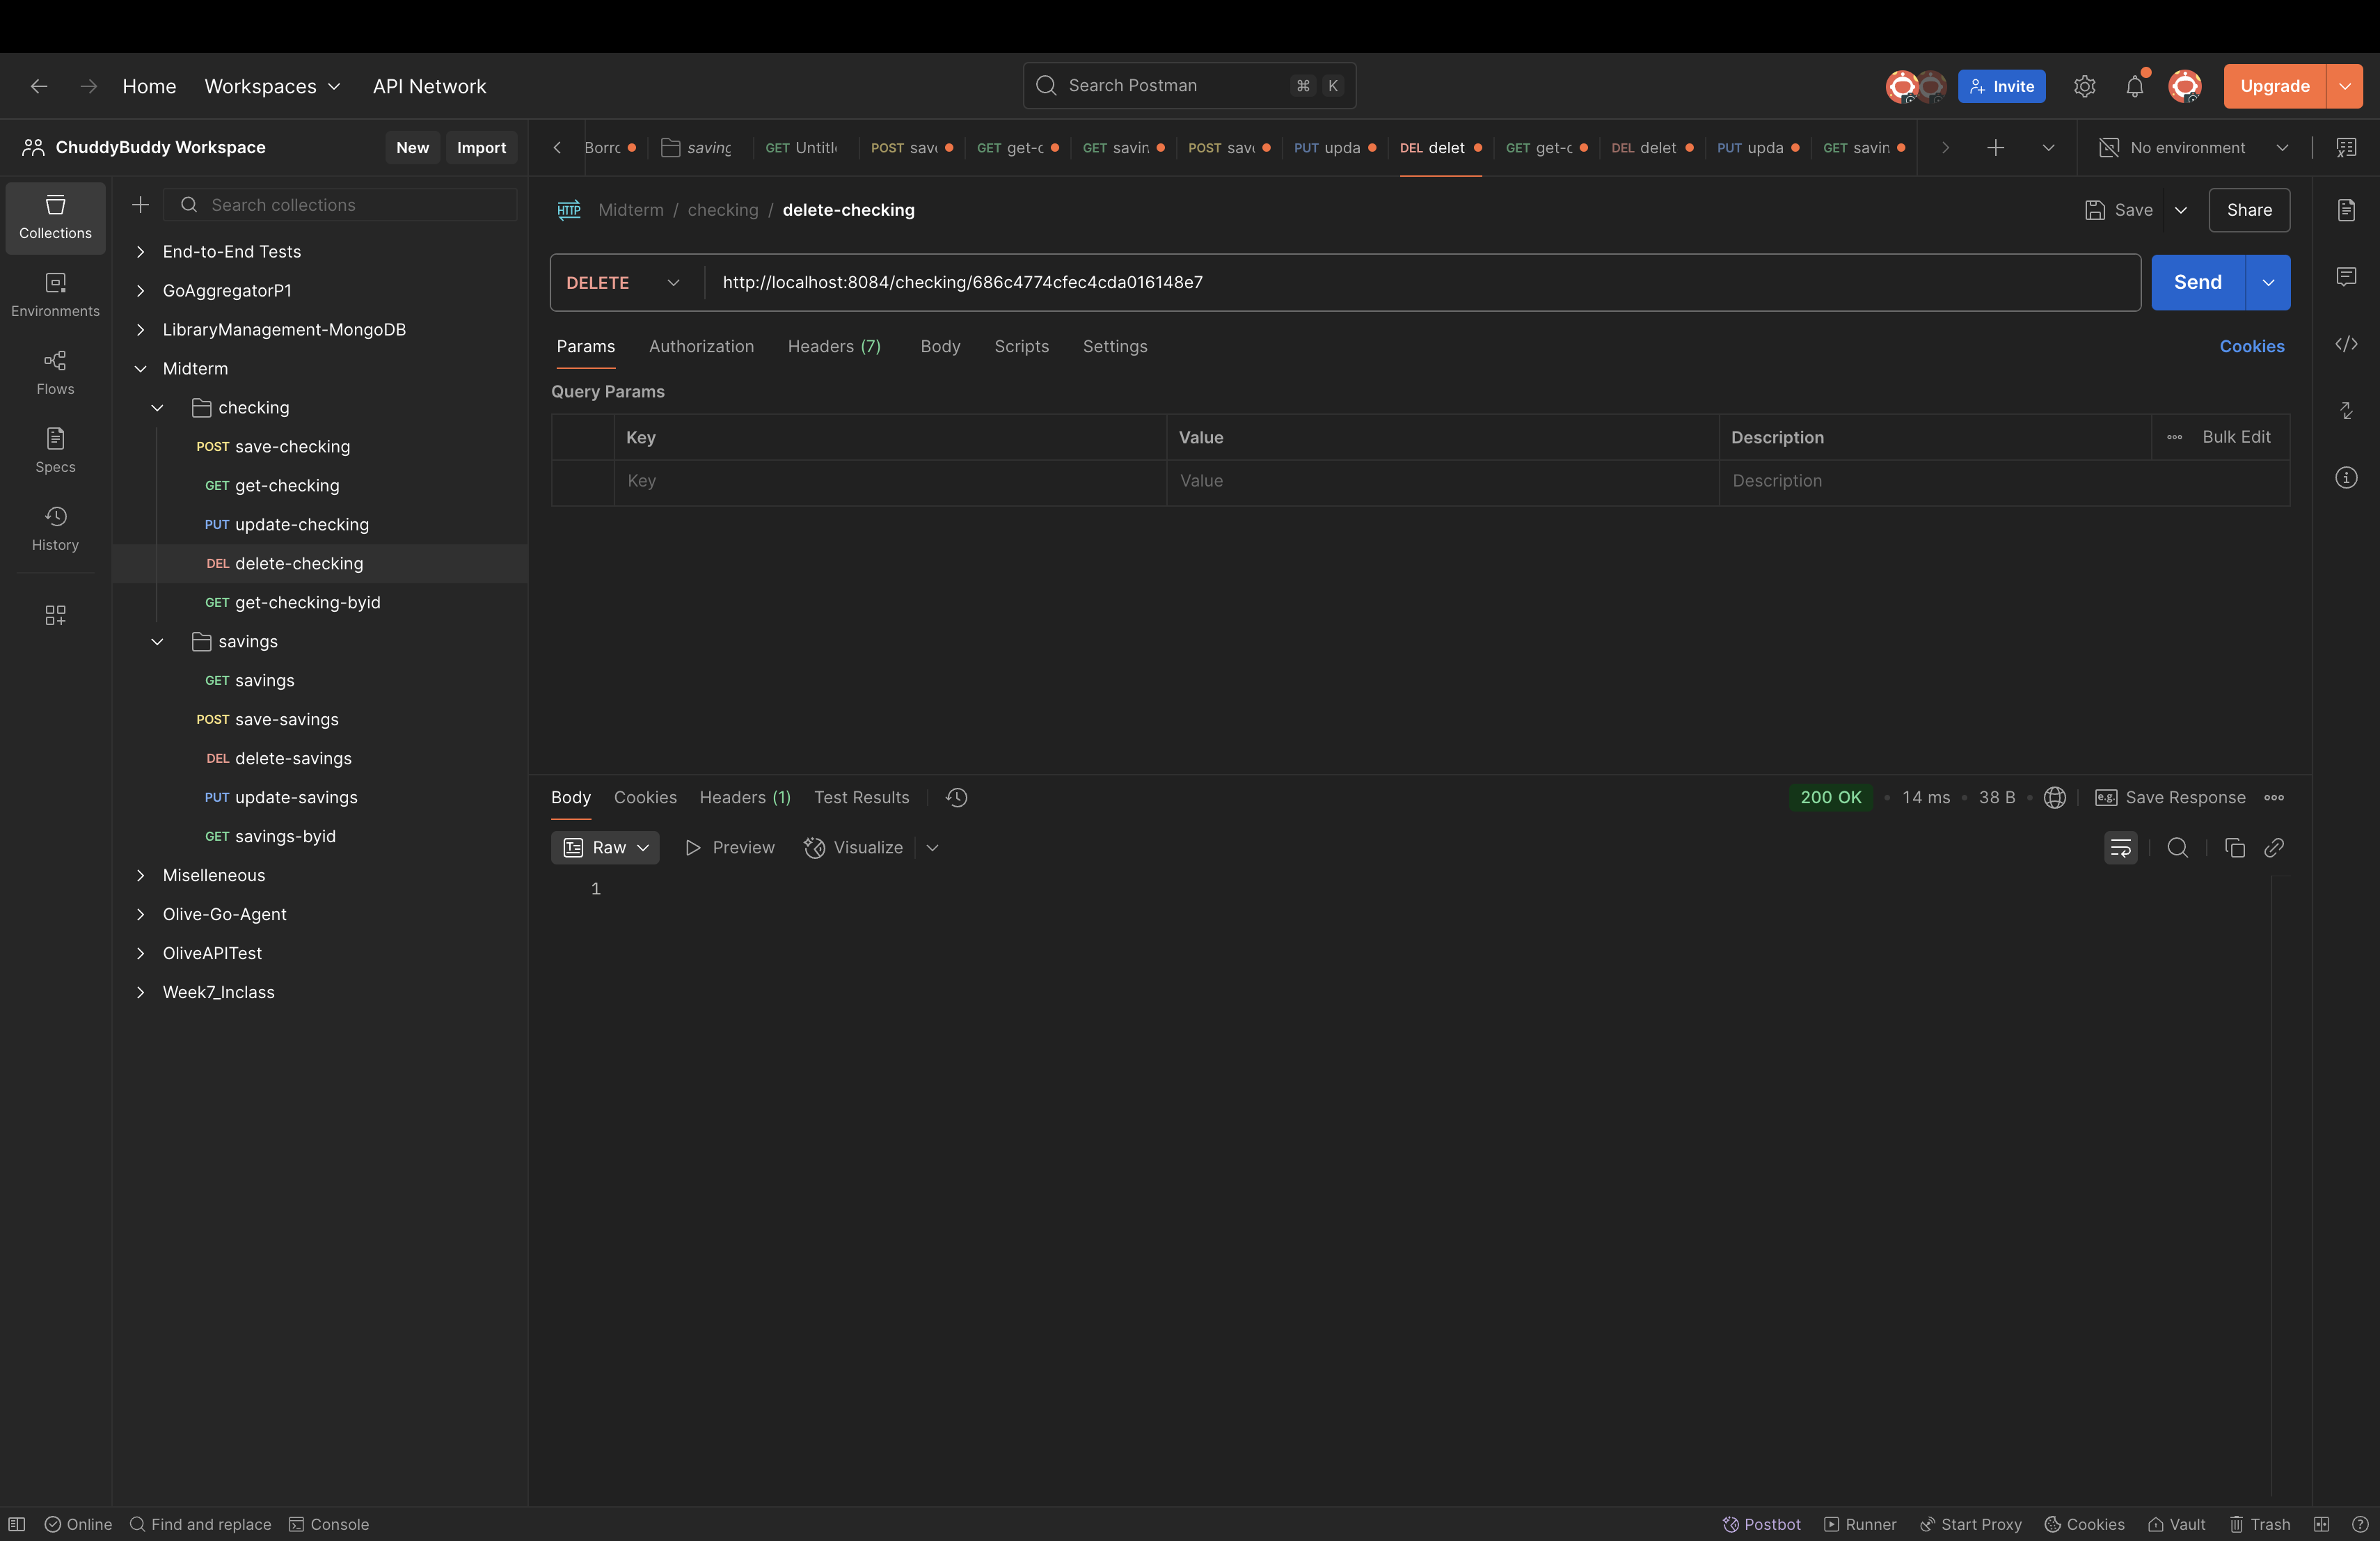 Home Workspaces API Network Search Postman ⌘ K Invite Upgrade
ChuddyBuddy Workspace New Import
Borrc saving GET Untitl POST sav GET get-c GET savin POST sav PUT upda DEL delet GET get-c DEL delet PUT upda GET savin No environment
Collections
Environments
Flows
Specs
History
Search collections
End-to-End Tests
GoAggregatorP1
LibraryManagement-MongoDB
Midterm
checking
POST save-checking
GET get-checking
PUT update-checking
DEL delete-checking
GET get-checking-byid
savings
GET savings
POST save-savings
DEL delete-savings
PUT update-savings
GET savings-byid
Miselleneous
Olive-Go-Agent
OliveAPITest
Week7_Inclass
HTTP Midterm / checking / delete-checking Save Share
DELETE http://localhost:8084/checking/686c4774cfec4cda016148e7 Send
Params Authorization Headers (7) Body Scripts Settings Cookies
Query Params
Key Value Description Bulk Edit
Key Value Description
Body Cookies Headers (1) Test Results 200 OK • 14 ms • 38 B • e.g. Save Response
Raw Preview Visualize
1
Online Find and replace Console Postbot Runner Start Proxy Cookies Vault Trash